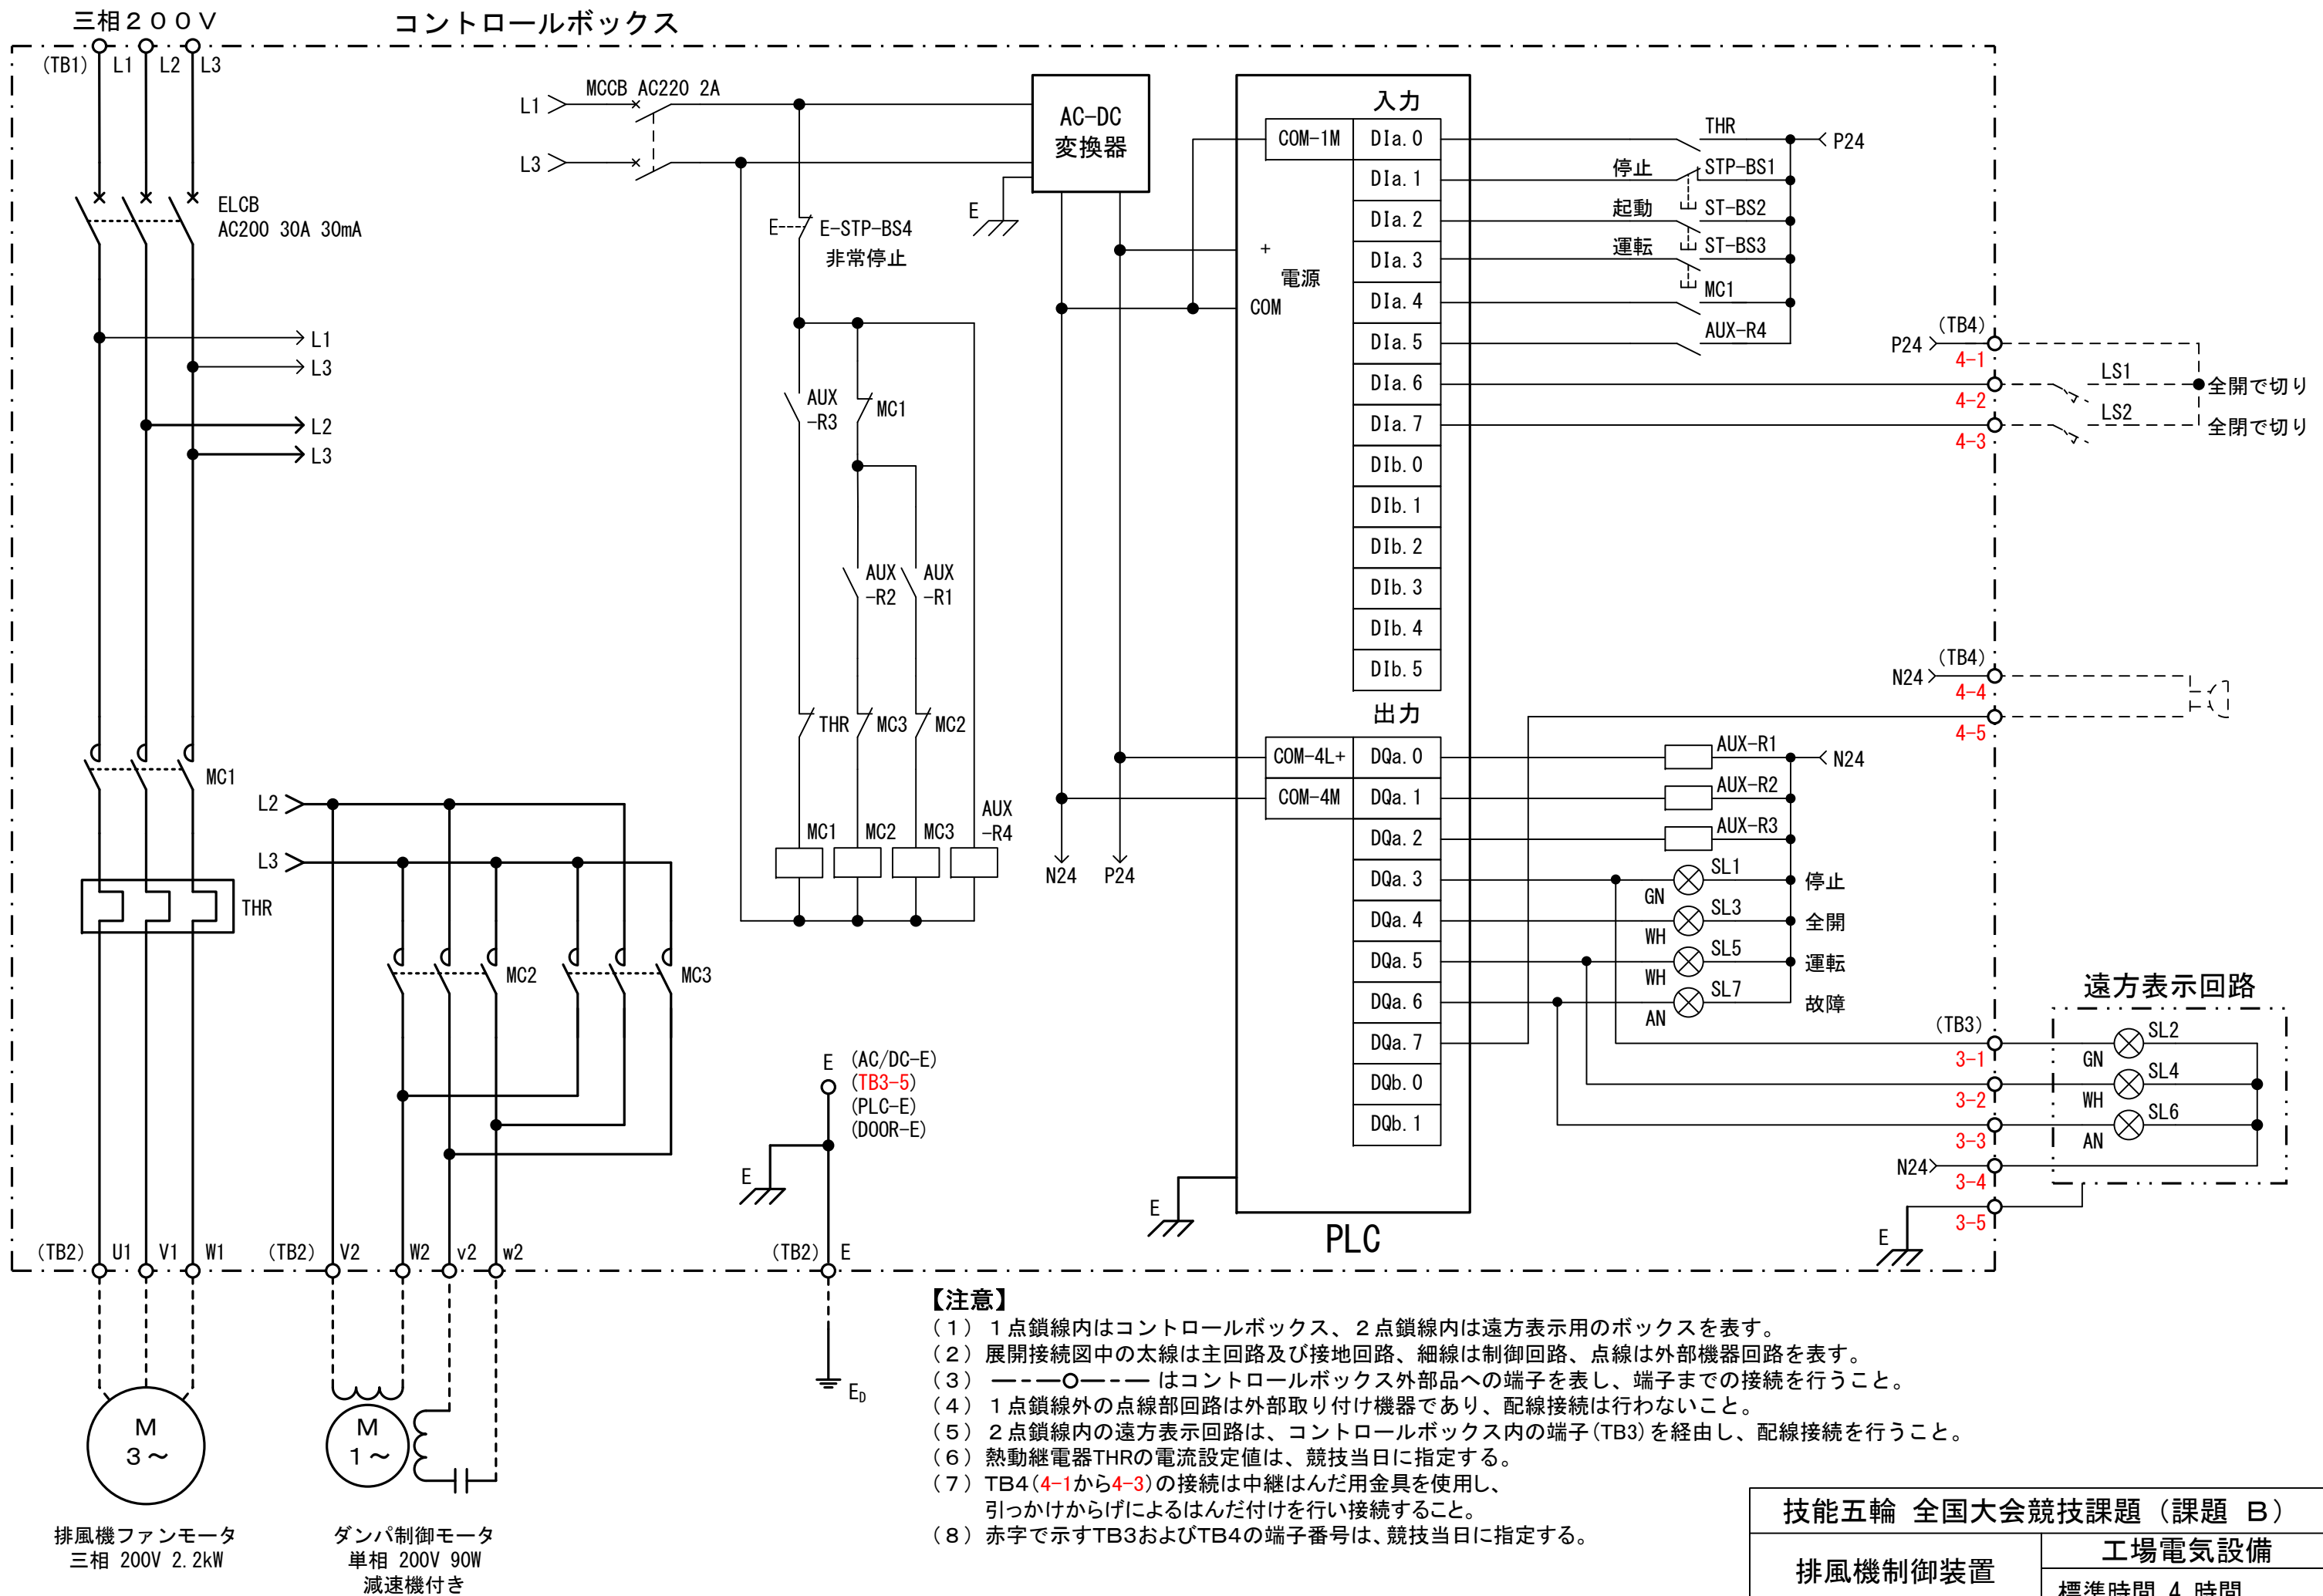 三相２００Ｖ
コントロールボックス
(TB1) L1 L2 L3
ELCB
AC200 30A 30mA
L1
L3
L2
L3
MC1
THR
L2
L3
MC2
MC3
(TB2) U1 V1 W1
(TB2) V2 W2 v2 w2
M
3～
M
1～
排風機ファンモータ
三相 200V 2.2kW
ダンパ制御モータ
単相 200V 90W
減速機付き
L1
L3
MCCB AC220 2A
AC-DC
変換器
E
E
E-STP-BS4
非常停止
AUX
-R3
MC1
AUX
-R2
AUX
-R1
THR
MC3
MC2
MC1
MC2
MC3
AUX
-R4
N24
P24
E
(AC/DC-E)
(TB3-5)
(PLC-E)
(DOOR-E)
E
(TB2) E
ED
入力
COM-1M
+
電源
COM
DIa.0
DIa.1
DIa.2
DIa.3
DIa.4
DIa.5
DIa.6
DIa.7
DIb.0
DIb.1
DIb.2
DIb.3
DIb.4
DIb.5
出力
COM-4L+
COM-4M
DQa.0
DQa.1
DQa.2
DQa.3
DQa.4
DQa.5
DQa.6
DQa.7
DQb.0
DQb.1
E
PLC
THR
P24
停止 STP-BS1
起動 ST-BS2
運転 ST-BS3
MC1
AUX-R4
(TB4)
P24
4-1
LS1
全開で切り
4-2
LS2
全閉で切り
4-3
(TB4)
N24
4-4
4-5
AUX-R1
N24
AUX-R2
AUX-R3
SL1
GN
停止
SL3
WH
全開
SL5
WH
運転
SL7
AN
故障
遠方表示回路
(TB3)
3-1
SL2
GN
3-2
SL4
WH
3-3
SL6
AN
N24
3-4
3-5
E
【注意】
（１）１点鎖線内はコントロールボックス、２点鎖線内は遠方表示用のボックスを表す。
（２）展開接続図中の太線は主回路及び接地回路、細線は制御回路、点線は外部機器回路を表す。
（３） はコントロールボックス外部品への端子を表し、端子までの接続を行うこと。
（４）１点鎖線外の点線部回路は外部取り付け機器であり、配線接続は行わないこと。
（５）２点鎖線内の遠方表示回路は、コントロールボックス内の端子(TB3)を経由し、配線接続を行うこと。
（６）熱動継電器THRの電流設定値は、競技当日に指定する。
（７）TB4(4-1から4-3)の接続は中継はんだ用金具を使用し、
引っかけからげによるはんだ付けを行い接続すること。
（８）赤字で示すTB3およびTB4の端子番号は、競技当日に指定する。
技能五輪 全国大会競技課題（課題 Ｂ）
排風機制御装置
工場電気設備
標準時間 4 時間